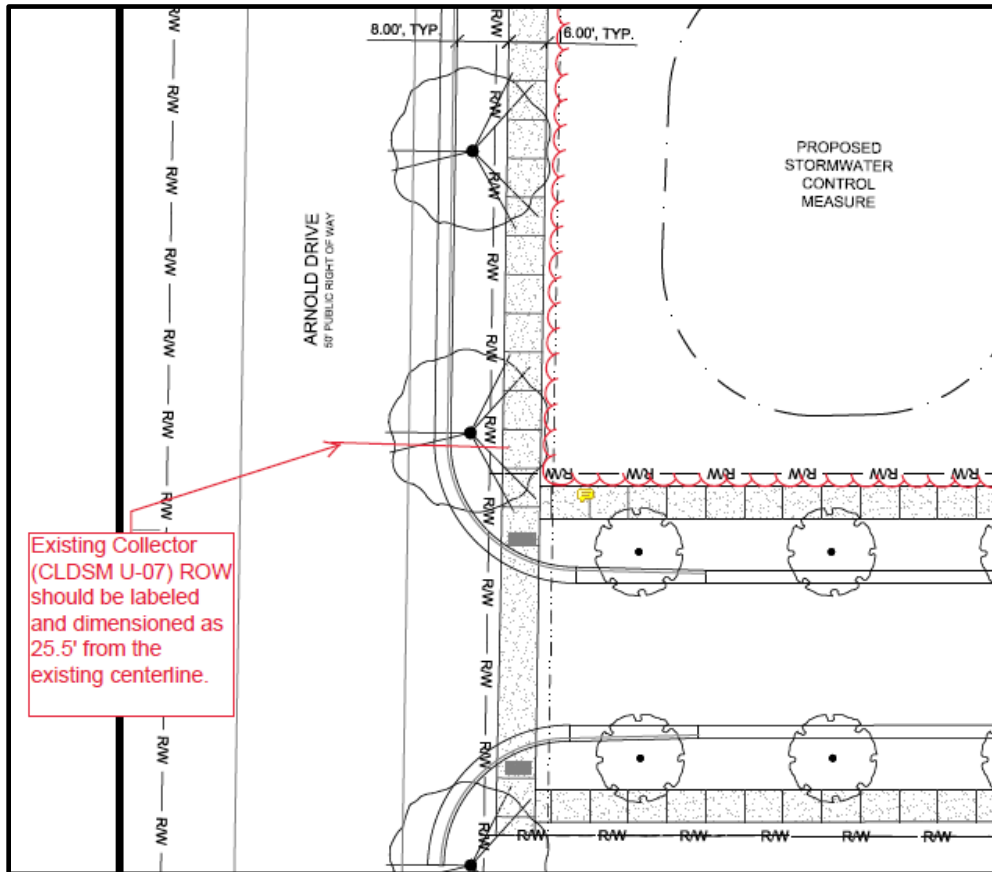 R/W
R/W
8.00', TYP.
6.00', TYP.
R/W
R/W
PROPOSED
STORMWATER
CONTROL
MEASURE
R/W
R/W
ARNOLD DRIVE
50' PUBLIC RIGHT OF WAY
R/W
R/W
R/W
R/W
R/W
R/W
R/W R/W R/W R/W R/W R/W
R/W
R/W
Existing Collector
(CLDSM U-07) ROW
should be labeled
and dimensioned as
25.5' from the
existing centerline.
R/W
R/W
R/W
R/W
R/W
R/W
R/W R/W R/W R/W R/W R/W